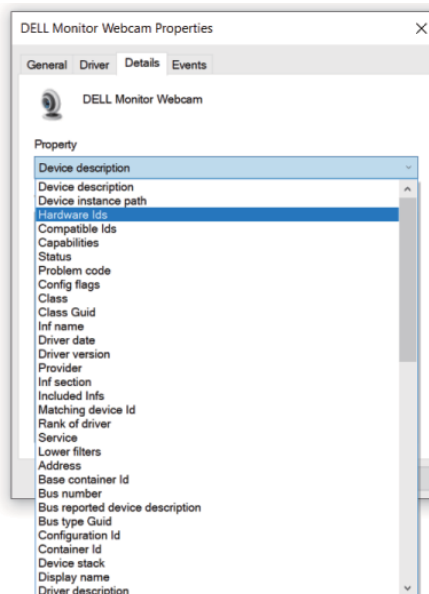 DELL Monitor Webcam Properties
General Driver Details Events
DELL Monitor Webcam
Property
Device description
Device description
Device instance path
Hardware Ids
Compatible Ids
Capabilities
Status
Problem code
Config flags
Class
Class Guid
Inf name
Driver date
Driver version
Provider
Inf section
Included Infs
Matching device Id
Rank of driver
Service
Lower filters
Address
Base container Id
Bus number
Bus reported device description
Bus type Guid
Configuration Id
Container Id
Device stack
Display name
Driver description